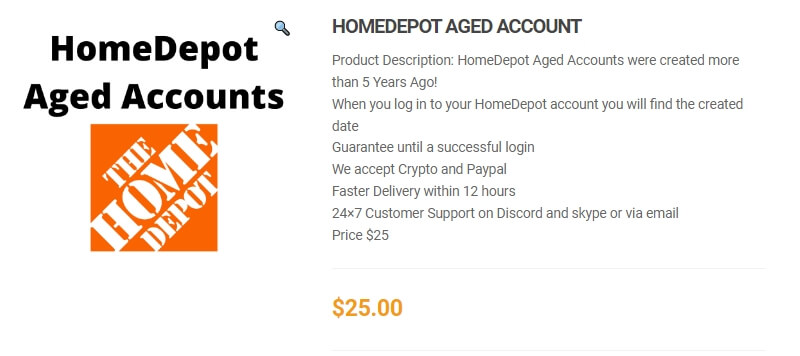 HomeDepot
Aged Accounts
THE
HOME
DEPOT
HOMEDEPOT AGED ACCOUNT
Product Description: HomeDepot Aged Accounts were created more
than 5 Years Ago!
When you log in to your HomeDepot account you will find the created
date
Guarantee until a successful login
We accept Crypto and Paypal
Faster Delivery within 12 hours
24×7 Customer Support on Discord and skype or via email
Price $25
$25.00